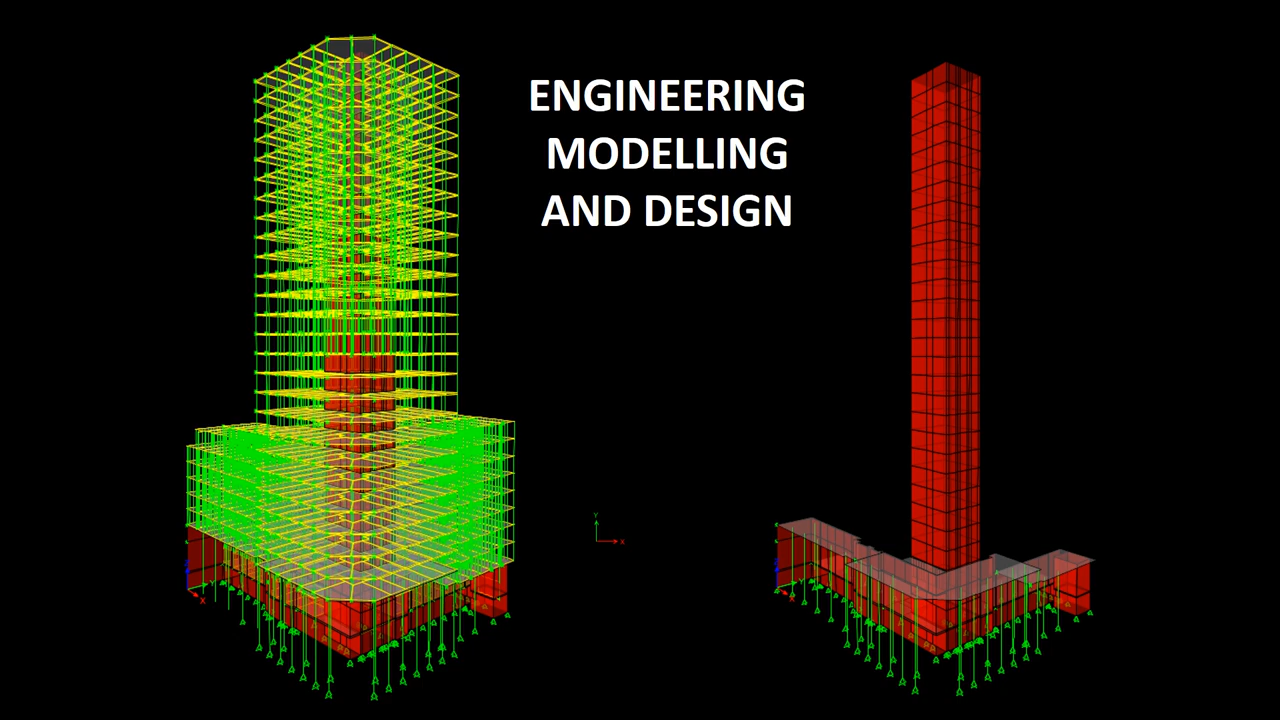 ENGINEERING
MODELLING
AND DESIGN
Y
X
Z
Y
X
Y
X